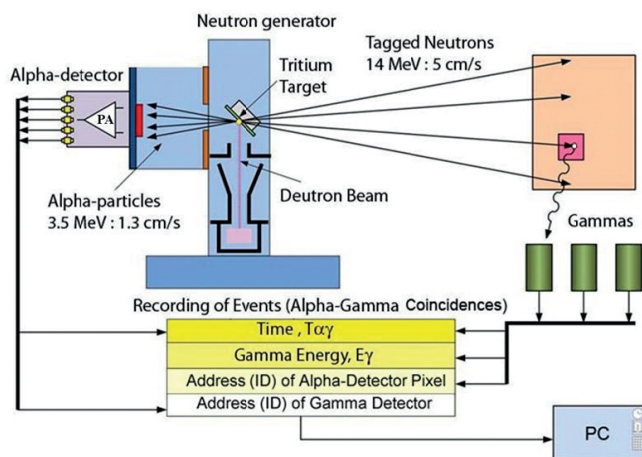 Neutron generator
Tagged Neutrons
14 MeV : 5 cm/s
Tritium
Target
Alpha-detector
PA
Deutron Beam
Alpha-particles
3.5 MeV : 1.3 cm/s
Gammas
Recording of Events (Alpha-Gamma Coincidences)
Time , Tαγ
Gamma Energy, Eγ
Address (ID) of Alpha-Detector Pixel
Address (ID) of Gamma Detector
PC